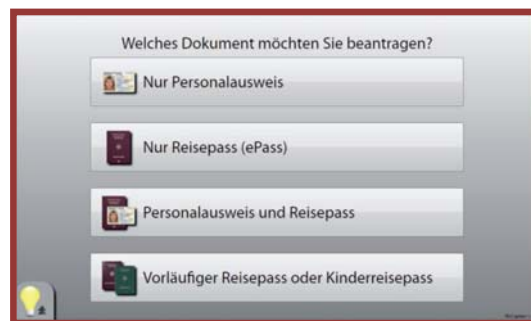 Welches Dokument möchten Sie beantragen?
Nur Personalausweis
Nur Reisepass (ePass)
Personalausweis und Reisepass
Vorläufiger Reisepass oder Kinderreisepass